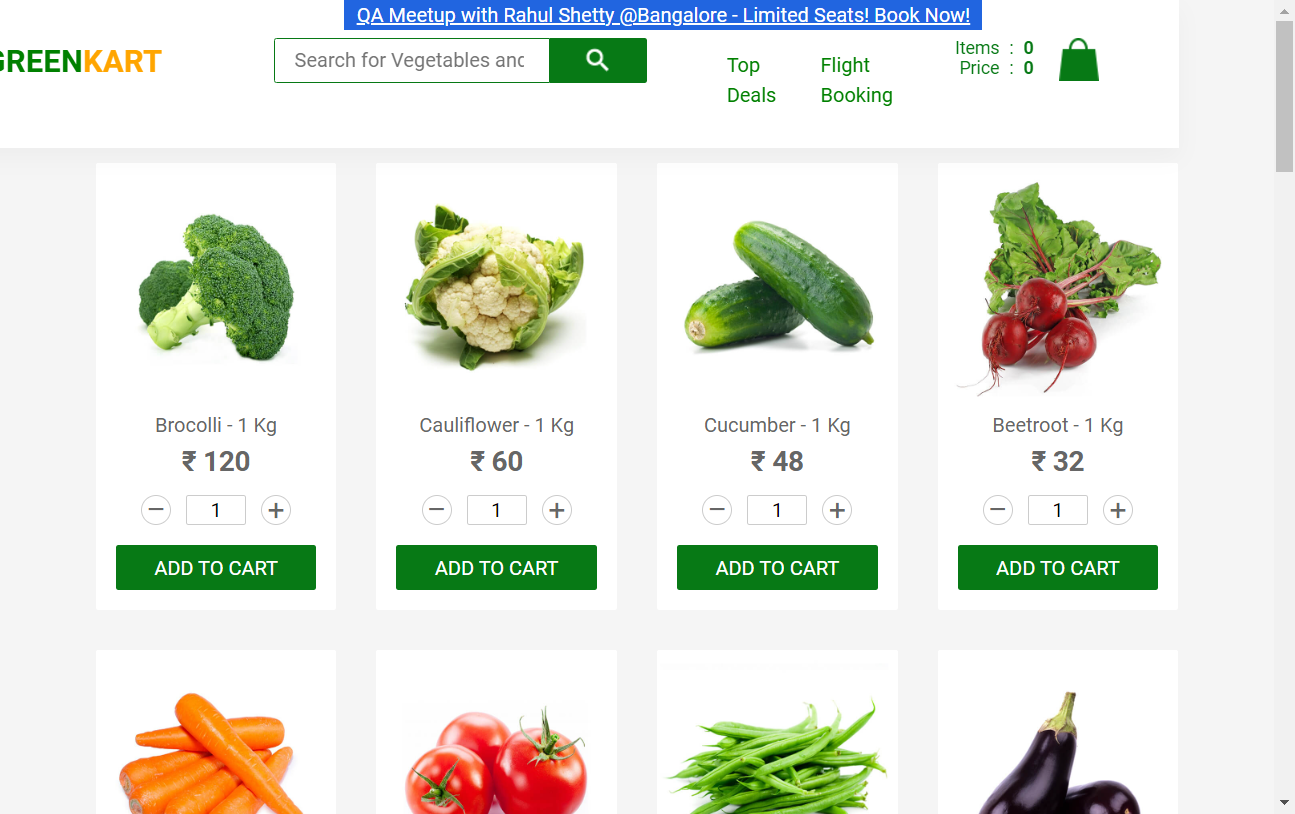 QA Meetup with Rahul Shetty @Bangalore - Limited Seats! Book Now!
GREENKART
Search for Vegetables and
Top Deals
Flight Booking
Items : 0
Price : 0
Brocolli - 1 Kg
₹ 120
− 1 +
ADD TO CART
Cauliflower - 1 Kg
₹ 60
− 1 +
ADD TO CART
Cucumber - 1 Kg
₹ 48
− 1 +
ADD TO CART
Beetroot - 1 Kg
₹ 32
− 1 +
ADD TO CART